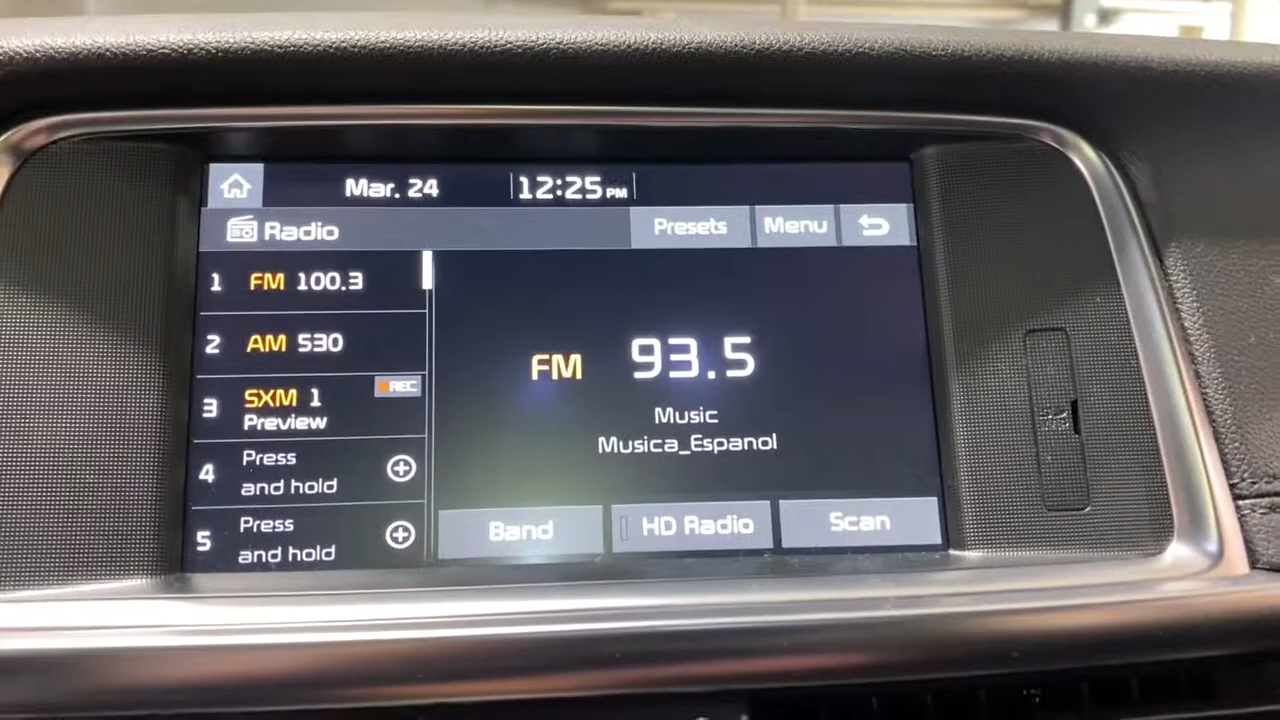 Mar. 24
12:25 PM
Radio
Presets
Menu
1 FM 100.3
2 AM 530
3 SXM 1
REC
Preview
4 Press
and hold
5 Press
and hold
FM 93.5
Music
Musica_Espanol
Band
HD Radio
Scan